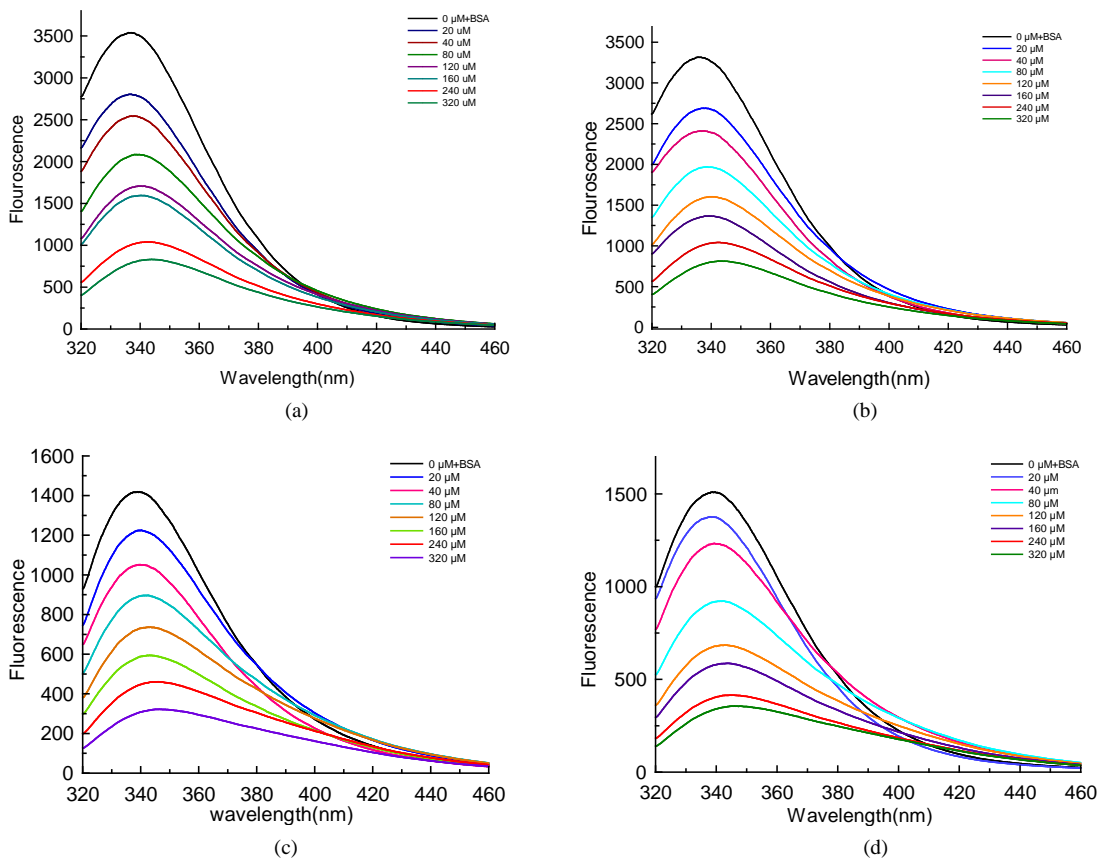 0 µM+BSA
20 uM
40 uM
80 uM
120 uM
160 uM
240 uM
320 uM
3500
3000
2500
2000
1500
1000
500
0
Flouroscence
320 340 360 380 400 420 440 460
Wavelength(nm)
(a)
0 µM+BSA
20 µM
40 µM
80 µM
120 µM
160 µM
240 µM
320 µM
3500
3000
2500
2000
1500
1000
500
0
Flouroscence
320 340 360 380 400 420 440 460
Wavelength(nm)
(b)
0 µM+BSA
20 µM
40 µM
80 µM
120 µM
160 µM
240 µM
320 µM
1600
1400
1200
1000
800
600
400
200
0
Fluorescence
320 340 360 380 400 420 440 460
wavelength(nm)
(c)
0 µM+BSA
20 µM
40 µm
80 µM
120 µM
160 µM
240 µM
320 µM
1500
1000
500
0
Fluorescence
320 340 360 380 400 420 440 460
Wavelength(nm)
(d)